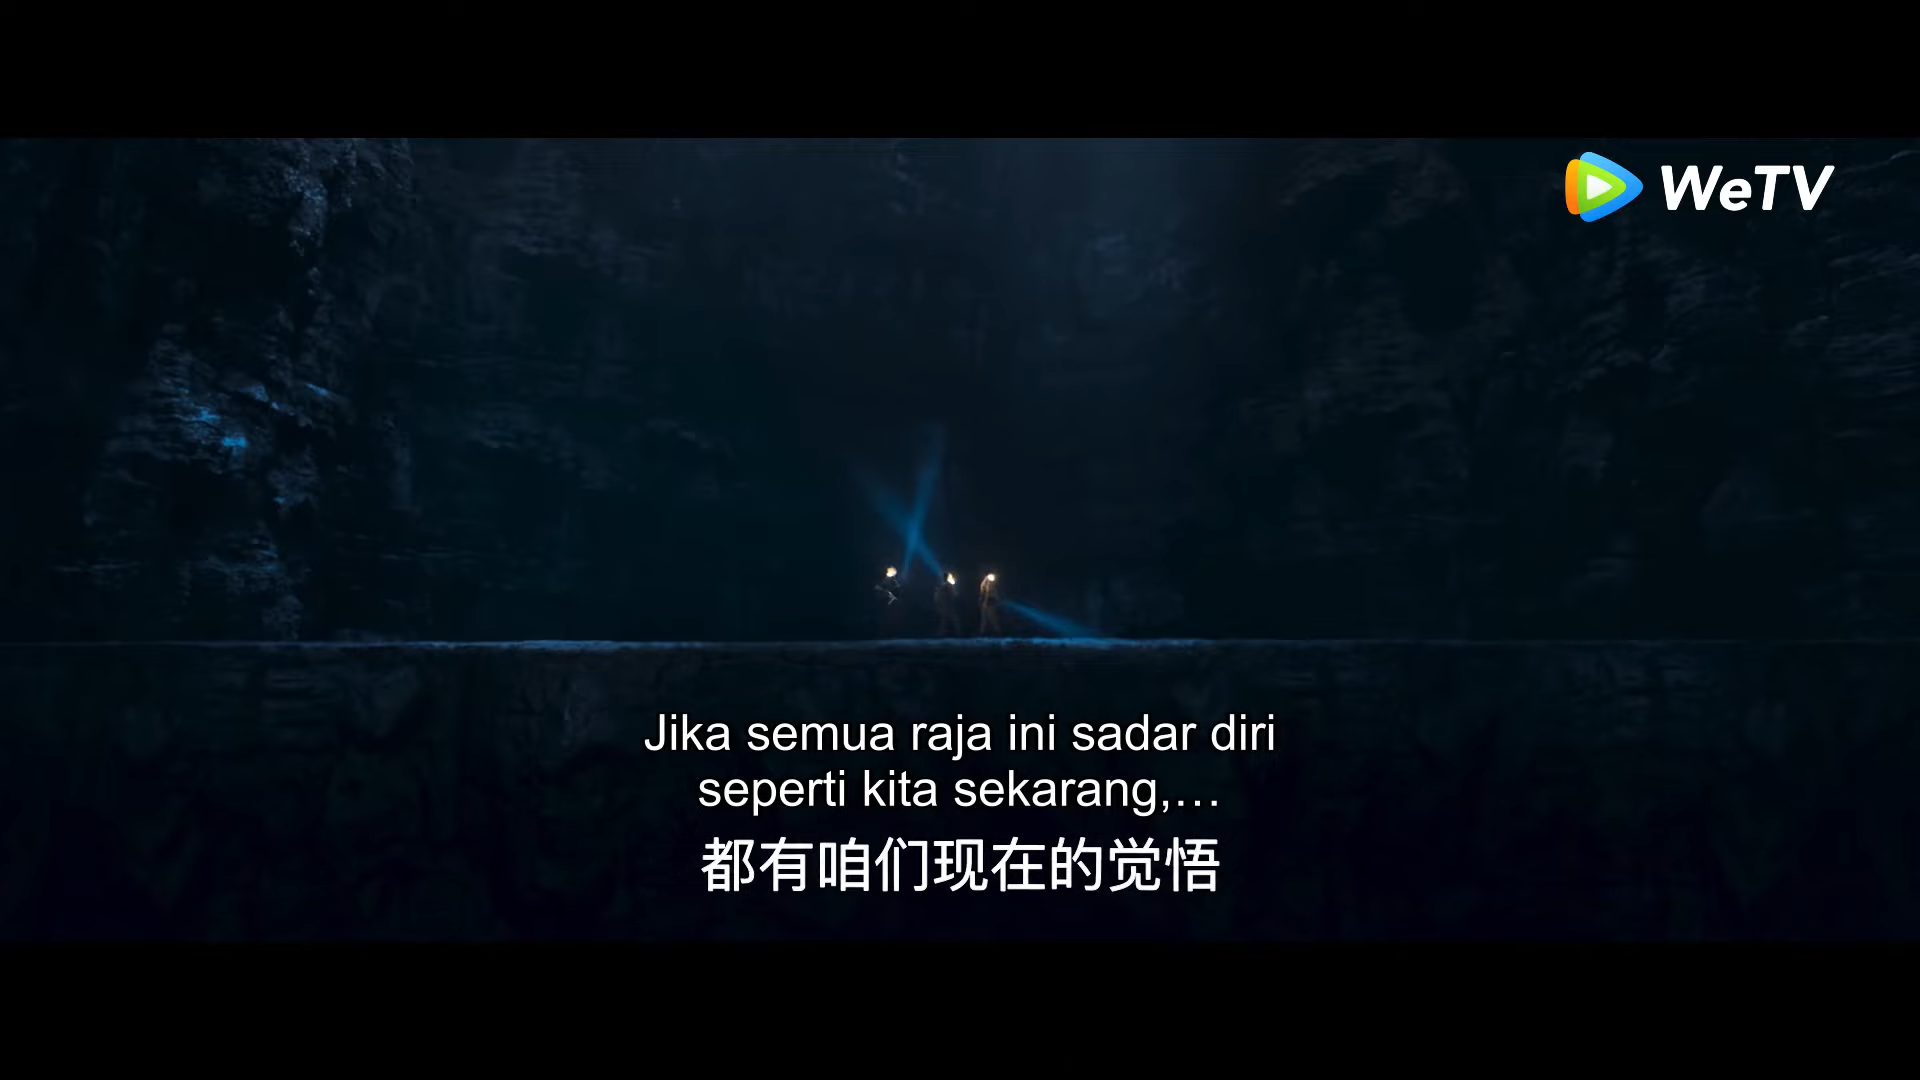 WeTV
Jika semua raja ini sadar diri
seperti kita sekarang,...
都有咱们现在的觉悟